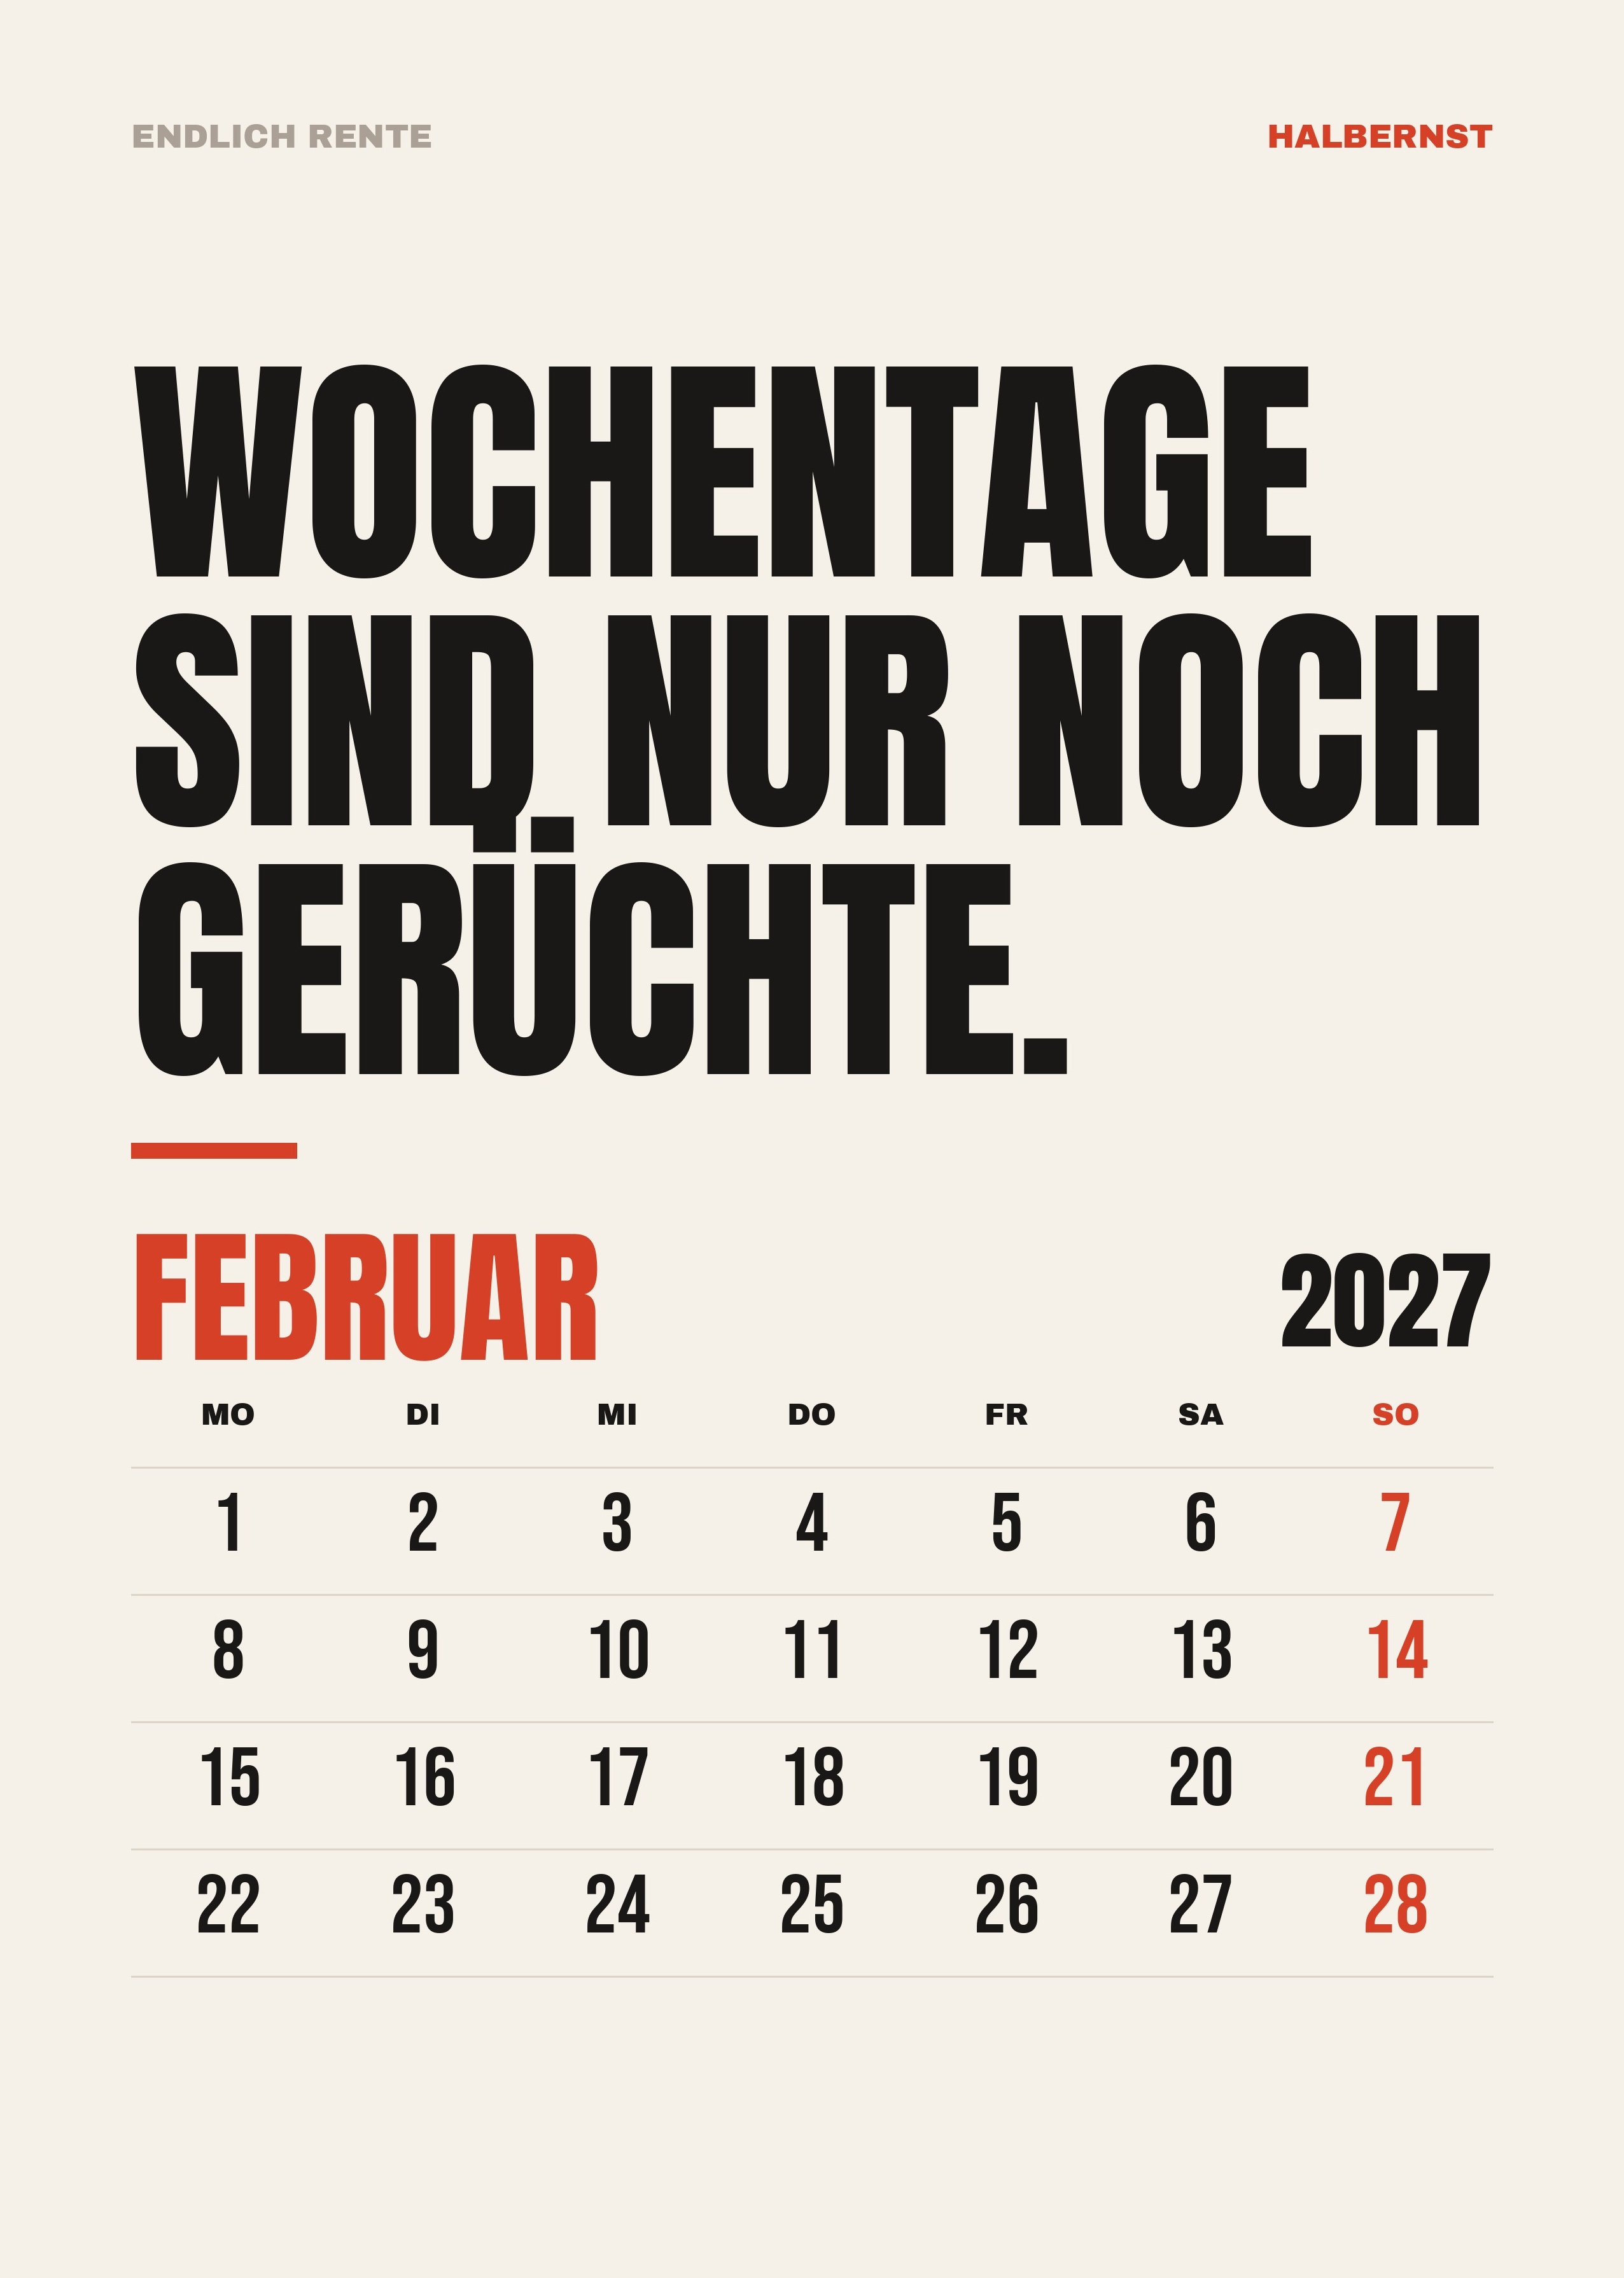 ENDLICH RENTE HALBERNST
WOCHENTAGE
SIND NUR NOCH
GERÜCHTE.
FEBRUAR 2027
MO DI MI DO FR SA SO
1 2 3 4 5 6 7
8 9 10 11 12 13 14
15 16 17 18 19 20 21
22 23 24 25 26 27 28